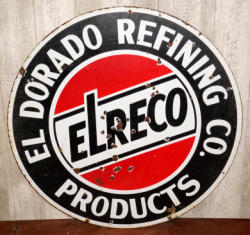 EL DORADO REFINING CO.
ELRECO
PRODUCTS